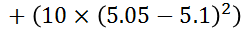 + (10 × (5.05 − 5.1)²)